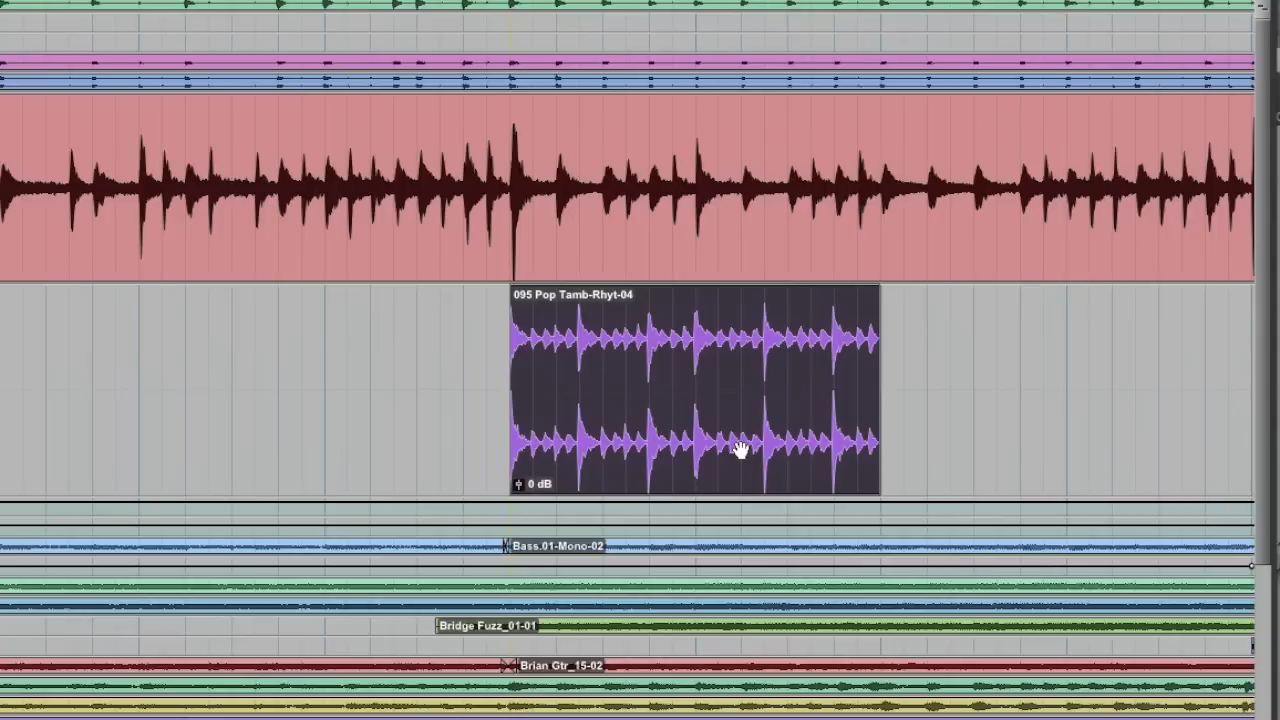 095 Pop Tamb-Rhyt-04
0 dB
Bass.01-Mono-02
Bridge Fuzz_01-01
Brian Gtr_15-02